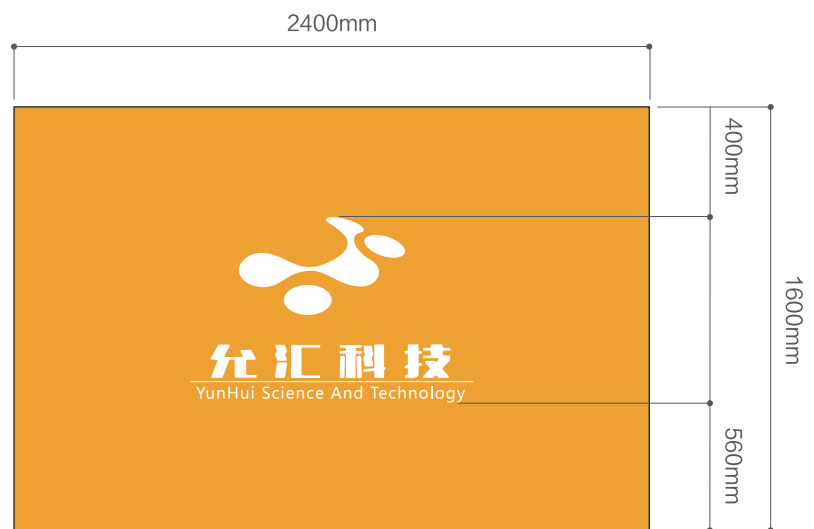 2400mm
400mm
1600mm
允汇科技
YunHui Science And Technology
560mm